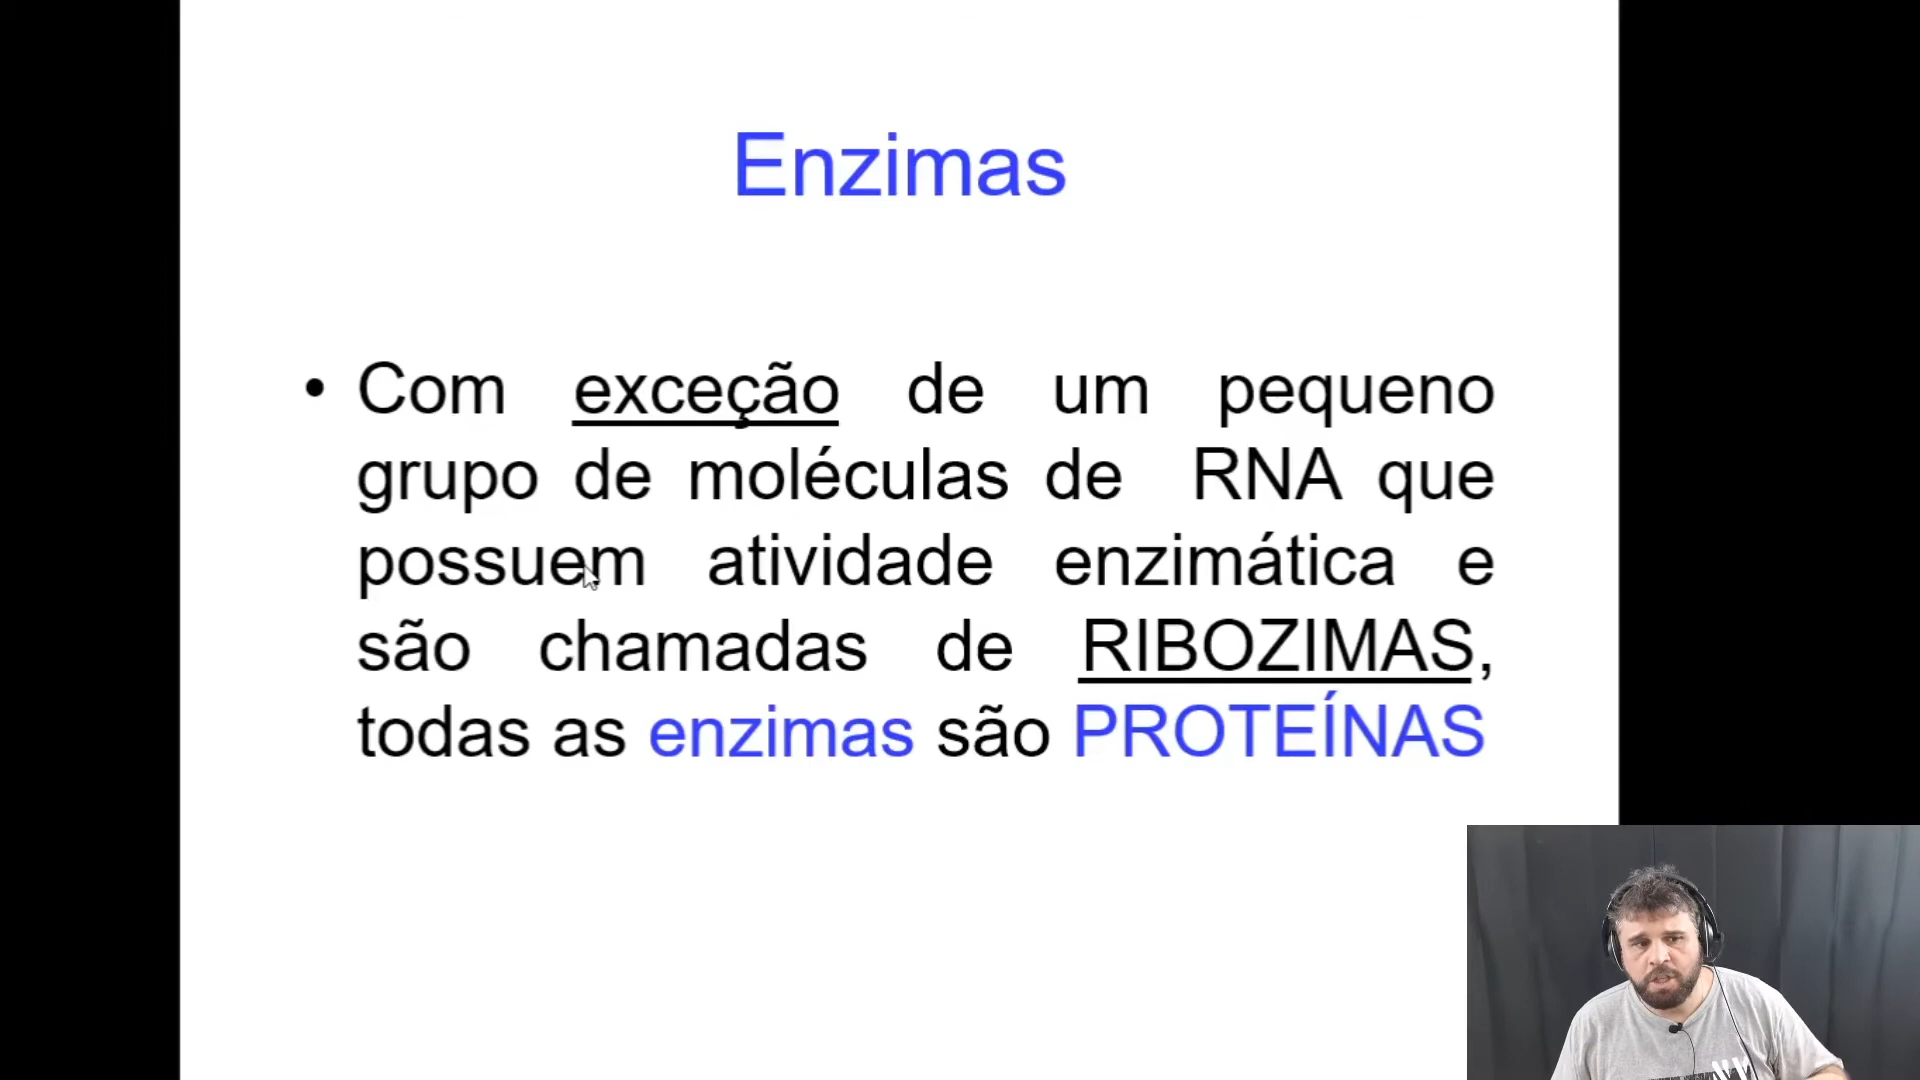 Enzimas
• Com exceção de um pequeno
grupo de moléculas de RNA que
possuem atividade enzimática e
são chamadas de RIBOZIMAS,
todas as enzimas são PROTEÍNAS